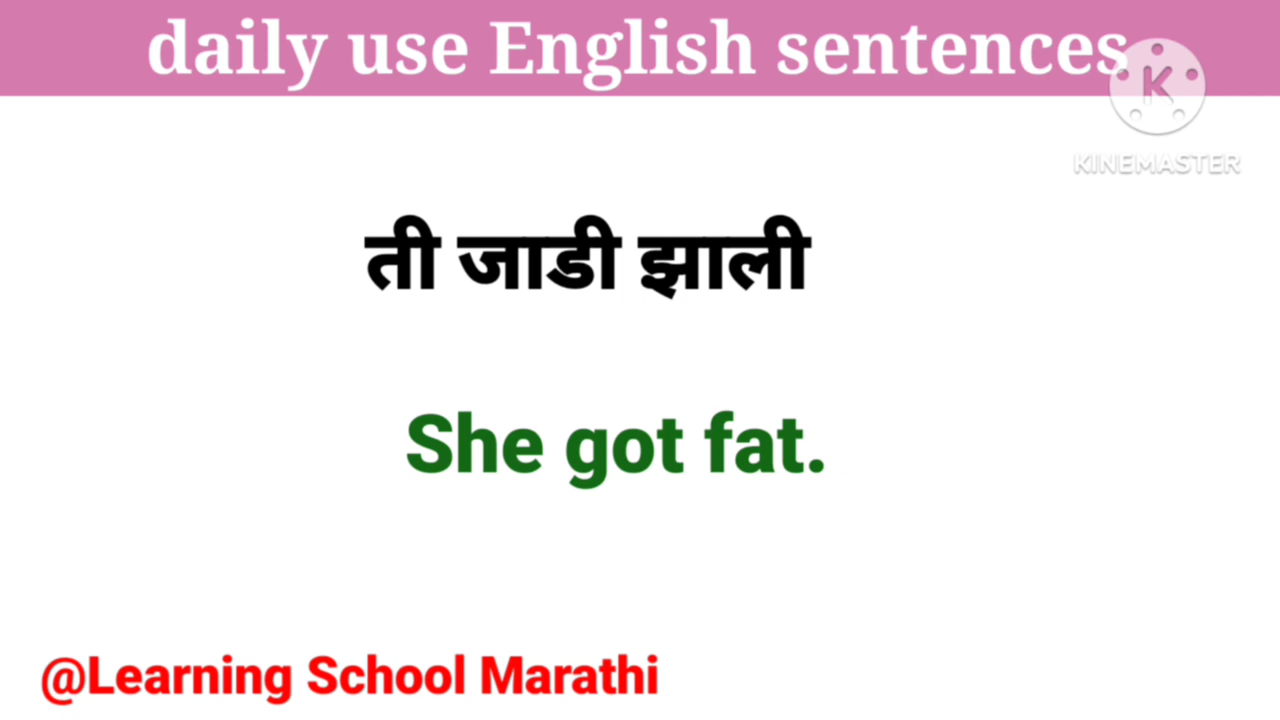 daily use English sentences
K
KINEMASTER
ती जाडी झाली
She got fat.
@Learning School Marathi